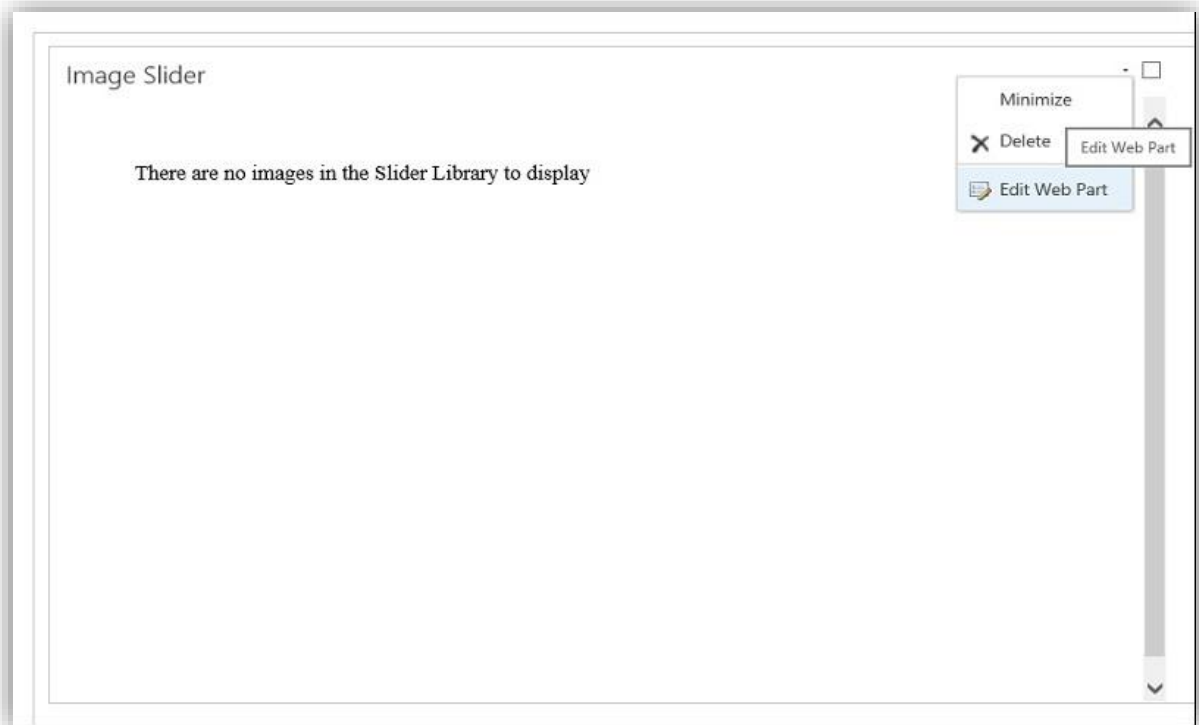 Image Slider
Minimize
Delete
Edit Web Part
There are no images in the Slider Library to display
Edit Web Part